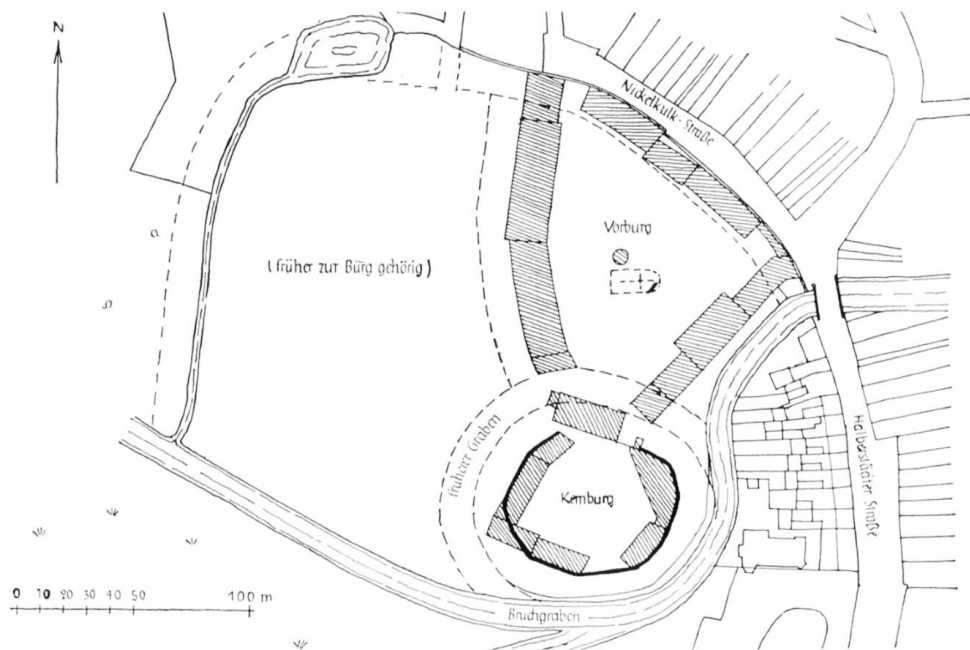 N
Nickelkulk-Straße
Vorburg
(früher zur Burg gehörig)
früherer Graben
Kernburg
Halberstädter Straße
0 10 20 30 40 50 100 m
Bruchgraben